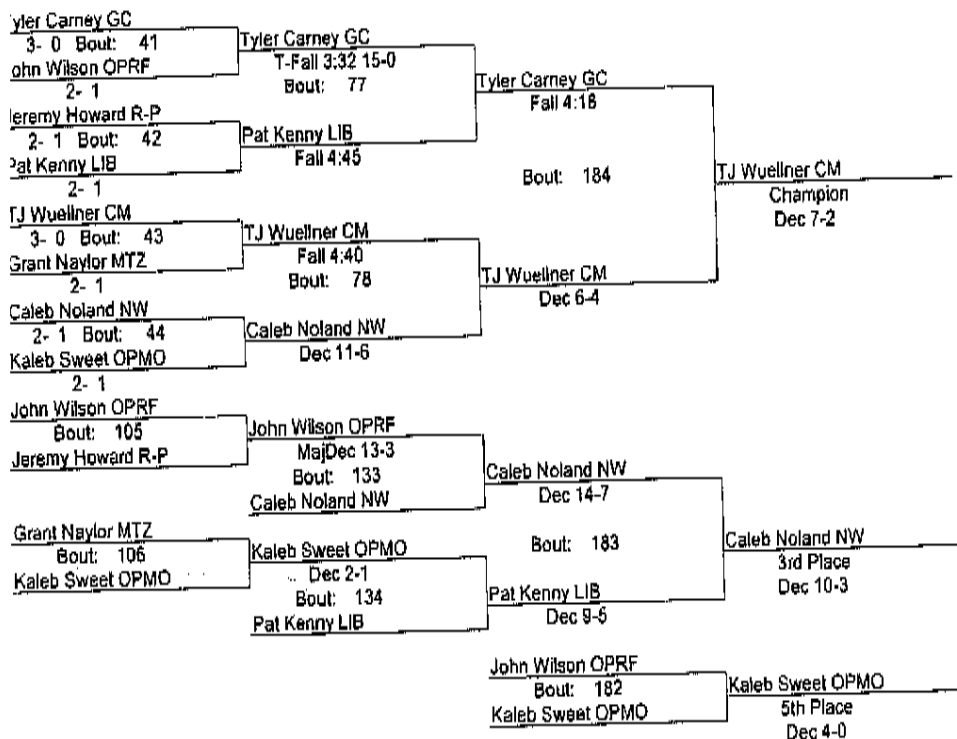 Tyler Carney GC
3- 0 Bout: 41
John Wilson OPRF
2- 1
Jeremy Howard R-P
2- 1 Bout: 42
Pat Kenny LIB
2- 1
TJ Wuellner CM
3- 0 Bout: 43
Grant Naylor MTZ
2- 1
Caleb Noland NW
2- 1 Bout: 44
Kaleb Sweet OPMO
2- 1
Tyler Carney GC
T-Fall 3:32 15-0
Bout: 77
Pat Kenny LIB
Fall 4:45
TJ Wuellner CM
Fall 4:40
Bout: 78
Caleb Noland NW
Dec 11-6
Tyler Carney GC
Fall 4:18
Bout: 184
TJ Wuellner CM
Dec 6-4
TJ Wuellner CM
Champion
Dec 7-2
John Wilson OPRF
Bout: 105
Jeremy Howard R-P
Grant Naylor MTZ
Bout: 106
Kaleb Sweet OPMO
John Wilson OPRF
MajDec 13-3
Bout: 133
Caleb Noland NW
Kaleb Sweet OPMO
Dec 2-1
Bout: 134
Pat Kenny LIB
Caleb Noland NW
Dec 14-7
Bout: 183
Pat Kenny LIB
Dec 9-5
Caleb Noland NW
3rd Place
Dec 10-3
John Wilson OPRF
Bout: 182
Kaleb Sweet OPMO
Kaleb Sweet OPMO
5th Place
Dec 4-0